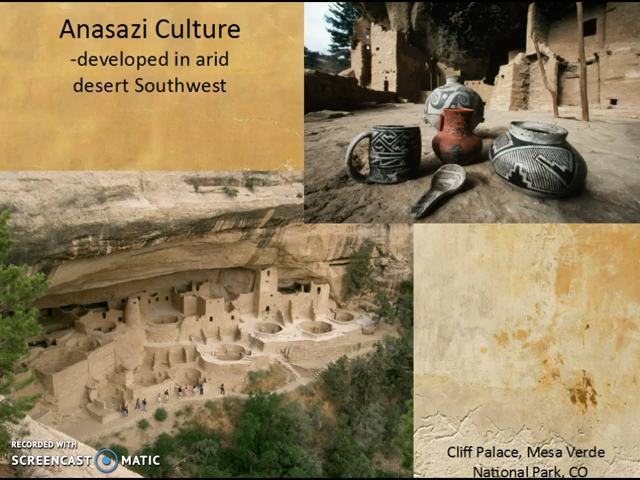 Anasazi Culture
-developed in arid
desert Southwest
Cliff Palace, Mesa Verde
National Park, CO
RECORDED WITH
SCREENCAST MATIC